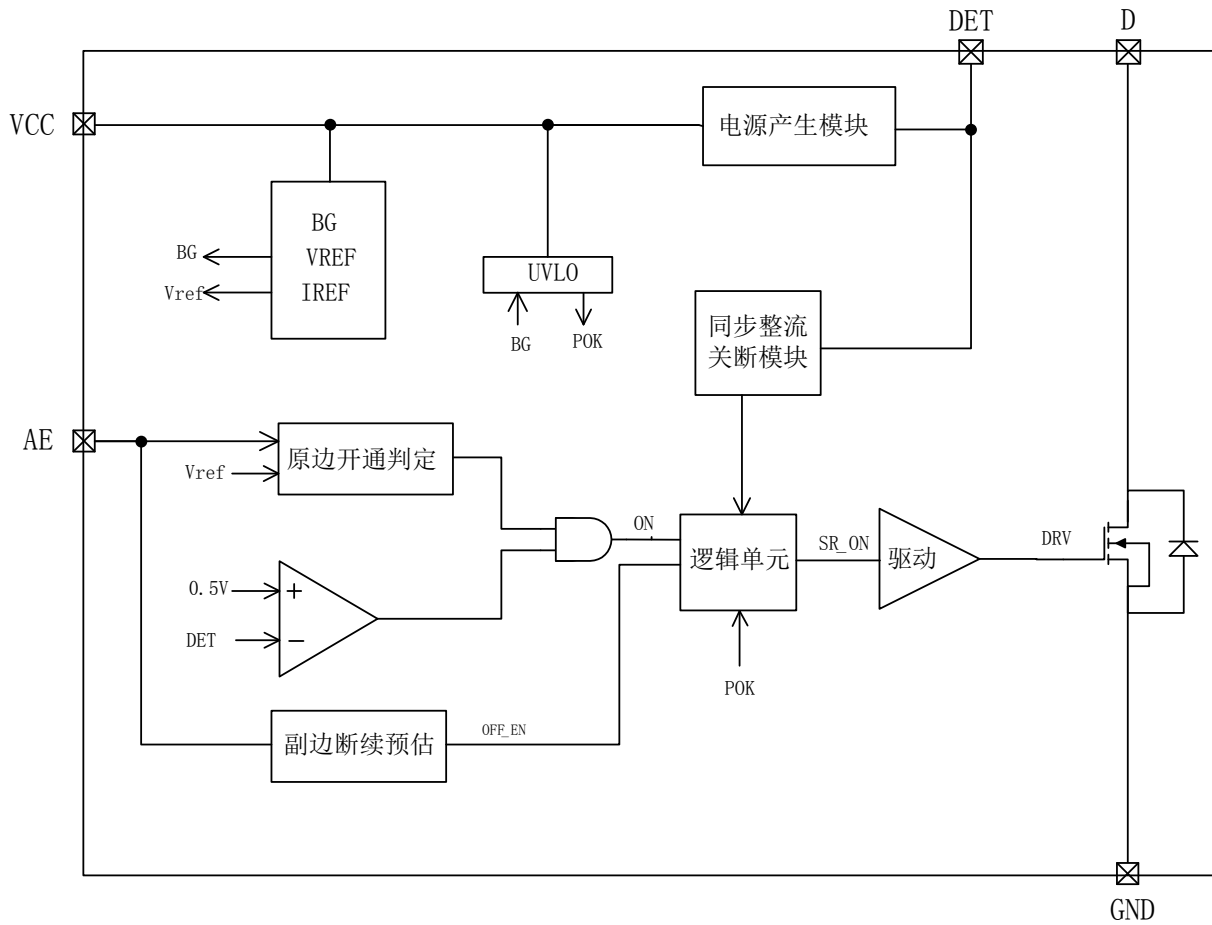 DET
D
VCC
电源产生模块
BG
VREF
IREF
BG
Vref
UVLO
BG
POK
同步整流
关断模块
AE
原边开通判定
Vref
ON
逻辑单元
SR_ON
驱动
DRV
0.5V
+
DET
−
POK
副边断续预估
OFF_EN
GND